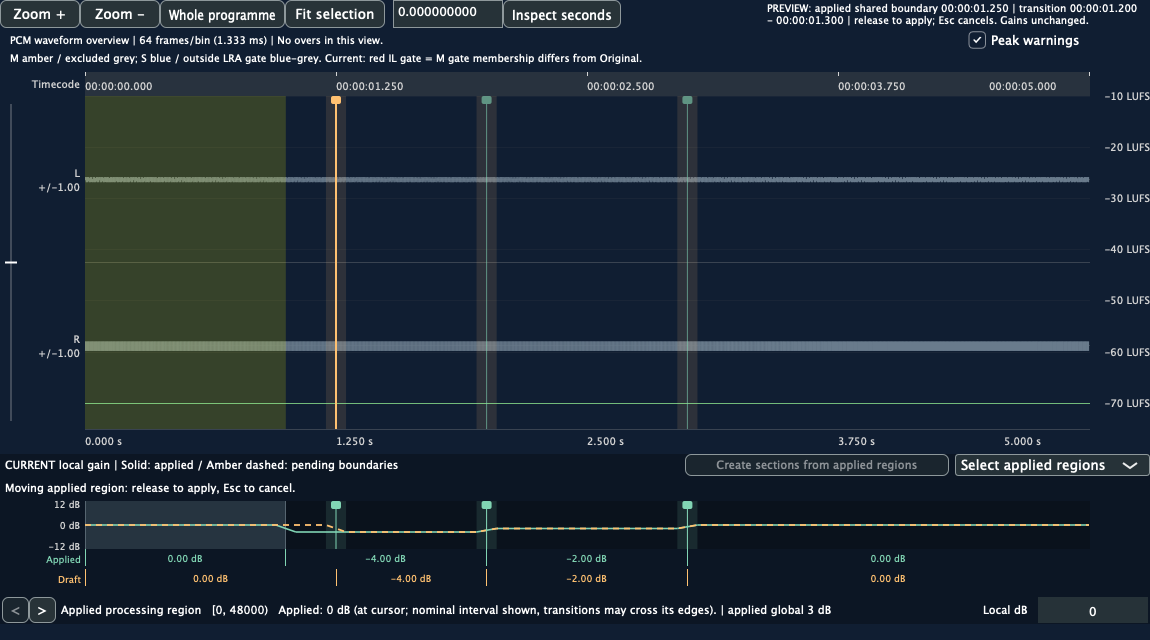 Zoom + Zoom − Whole programme Fit selection 0.000000000 Inspect seconds
PREVIEW: applied shared boundary 00:00:01.250 | transition 00:00:01.200
– 00:00:01.300 | release to apply; Esc cancels. Gains unchanged.
PCM waveform overview | 64 frames/bin (1.333 ms) | No overs in this view.
Peak warnings
M amber / excluded grey; S blue / outside LRA gate blue-grey. Current: red IL gate = M gate membership differs from Original.
Timecode 00:00:00.000 00:00:01.250 00:00:02.500 00:00:03.750 00:00:05.000
−10 LUFS
−20 LUFS
L
+/−1.00
−30 LUFS
−40 LUFS
−50 LUFS
R
+/−1.00
−60 LUFS
−70 LUFS
0.000 s 1.250 s 2.500 s 3.750 s 5.000 s
CURRENT local gain | Solid: applied / Amber dashed: pending boundaries
Create sections from applied regions Select applied regions
Moving applied region: release to apply, Esc to cancel.
12 dB
0 dB
−12 dB
Applied 0.00 dB −4.00 dB −2.00 dB 0.00 dB
Draft 0.00 dB −4.00 dB −2.00 dB 0.00 dB
< > Applied processing region [0, 48000) Applied: 0 dB (at cursor; nominal interval shown, transitions may cross its edges). | applied global 3 dB Local dB 0